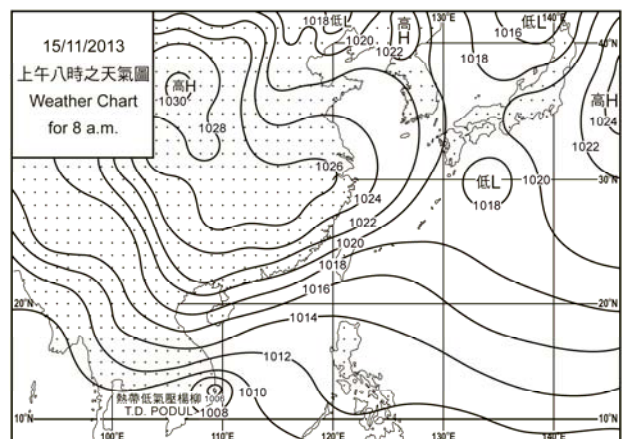 15/11/2013
上午八時之天氣圖
Weather Chart
for 8 a.m.
1018 低L
1020
高
H
1022
130°E
低L 140°E
1016
1018
40°N
40°N
高H
1030
1028
1026
1024
1022
1020
1018
1016
1014
1012
1010
高H
1024
1022
1020
低L
1018
30°N
30°N
20°N
20°N
熱帶低氣壓楊柳
T.D. PODUL
1006
1008
10°N
10°N
100°E
110°E
120°E
130°E
140°E